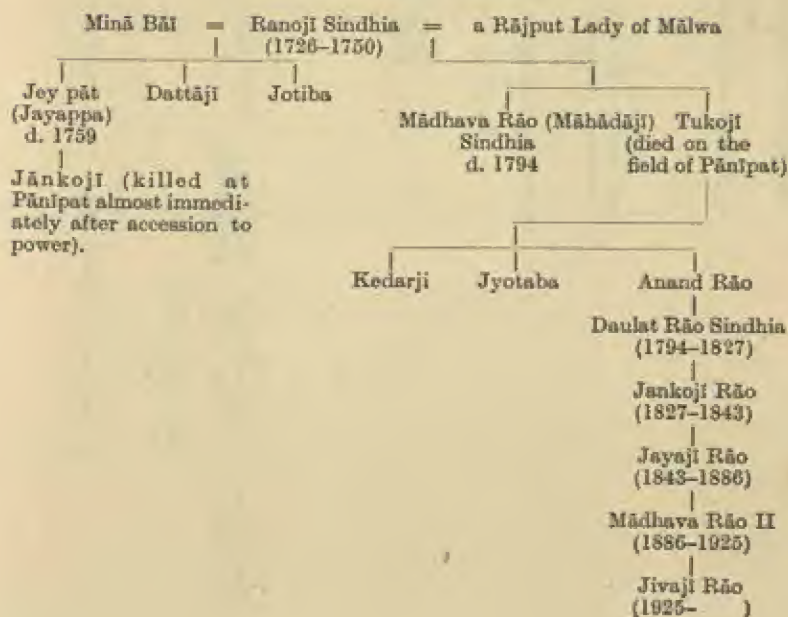 Minā Bāī = Ranojī Sindhia = a Rājput Lady of Mālwa
(1726–1750)
Jey pāt Dattājī Jotiba
(Jayappa)
d. 1759
Jānkojī (killed at
Pānīpat almost immedi-
ately after accession to
power).
Mādhava Rāo (Māhādājī) Tukojī
Sindhia (died on the
d. 1794 field of Pānīpat)
Kedarji Jyotaba Anand Rāo
Daulat Rāo Sindhia
(1794–1827)
Jankojī Rāo
(1827–1843)
Jayajī Rāo
(1843–1886)
Mādhava Rāo II
(1886–1925)
Jivajī Rāo
(1925– )